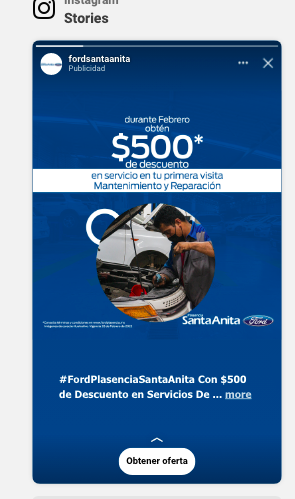 Instagram
Stories
fordsantaanita
Publicidad
durante Febrero
obtén
$500*
de descuento
en servicio en tu primera visita
Mantenimiento y Reparación
Plasencia
SantaAnita Ford
#FordPlasenciaSantaAnita Con $500
de Descuento en Servicios De ... more
Obtener oferta